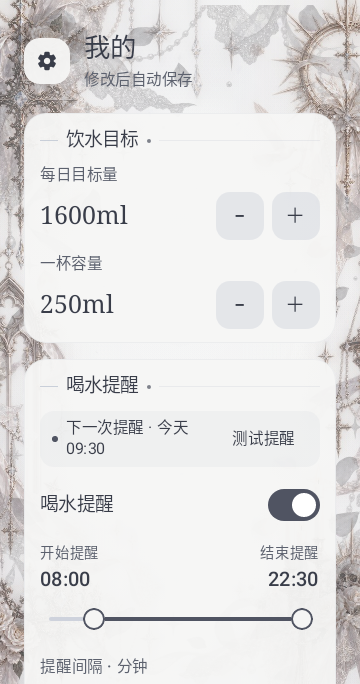 我的
修改后自动保存
饮水目标
每日目标量
1600ml
-
+
一杯容量
250ml
-
+
喝水提醒
下一次提醒 · 今天
09:30
测试提醒
喝水提醒
开始提醒
结束提醒
08:00
22:30
提醒间隔 · 分钟